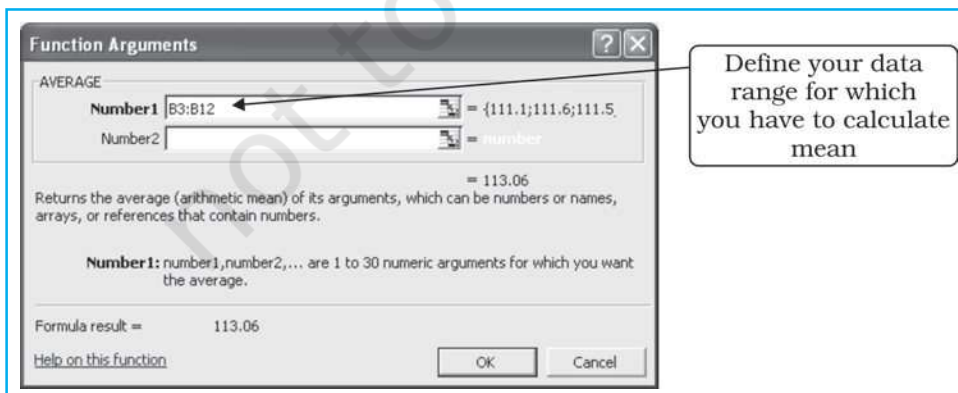 Function Arguments
AVERAGE
Number1 B3:B12 = {111.1;111.6;111.5
Number2 = number
= 113.06
Returns the average (arithmetic mean) of its arguments, which can be numbers or names,
arrays, or references that contain numbers.
Number1: number1,number2,... are 1 to 30 numeric arguments for which you want
the average.
Formula result = 113.06
Help on this function
OK Cancel
Define your data
range for which
you have to calculate
mean
not to